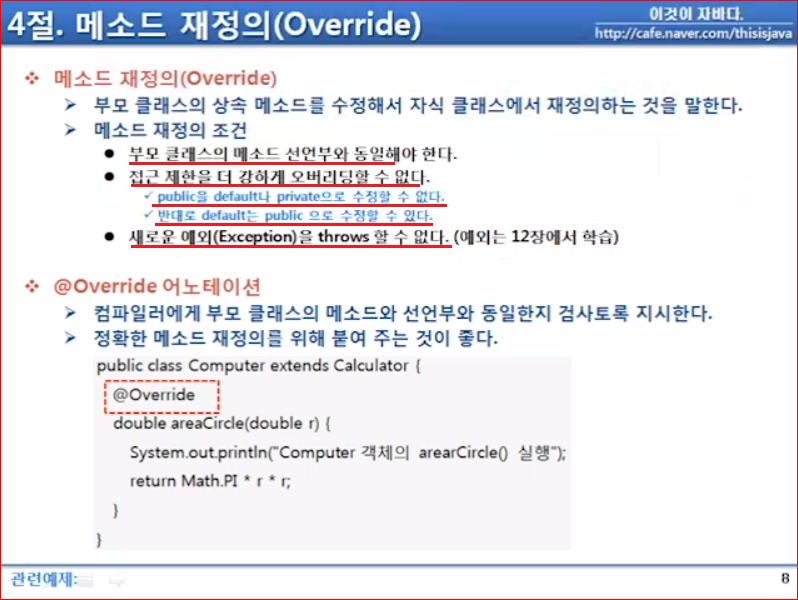 4절. 메소드 재정의(Override)
이것이 자바다.
http://cafe.naver.com/thisisjava
❖ 메소드 재정의(Override)
➢ 부모 클래스의 상속 메소드를 수정해서 자식 클래스에서 재정의하는 것을 말한다.
➢ 메소드 재정의 조건
● 부모 클래스의 메소드 선언부와 동일해야 한다.
● 접근 제한을 더 강하게 오버리딩할 수 없다.
✓ public을 default나 private으로 수정할 수 없다.
✓ 반대로 default는 public 으로 수정할 수 있다.
● 새로운 예외(Exception)을 throws 할 수 없다. (예외는 12장에서 학습)
❖ @Override 어노테이션
➢ 컴파일러에게 부모 클래스의 메소드와 선언부와 동일한지 검사토록 지시한다.
➢ 정확한 메소드 재정의를 위해 붙여 주는 것이 좋다.
public class Computer extends Calculator {
@Override
double areaCircle(double r) {
System.out.println("Computer 객체의 arearCircle() 실행");
return Math.PI * r * r;
}
}
관련예제:
8